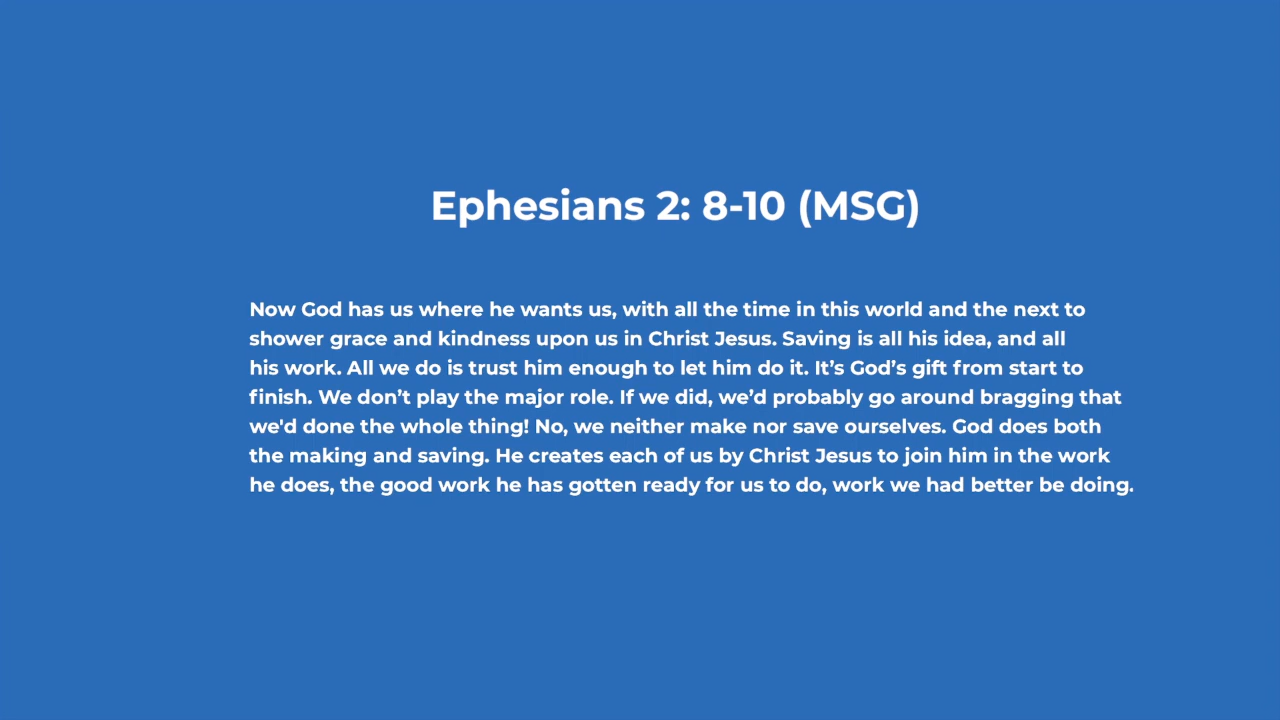 Ephesians 2: 8-10 (MSG)
Now God has us where he wants us, with all the time in this world and the next to
shower grace and kindness upon us in Christ Jesus. Saving is all his idea, and all
his work. All we do is trust him enough to let him do it. It’s God’s gift from start to
finish. We don’t play the major role. If we did, we’d probably go around bragging that
we'd done the whole thing! No, we neither make nor save ourselves. God does both
the making and saving. He creates each of us by Christ Jesus to join him in the work
he does, the good work he has gotten ready for us to do, work we had better be doing.